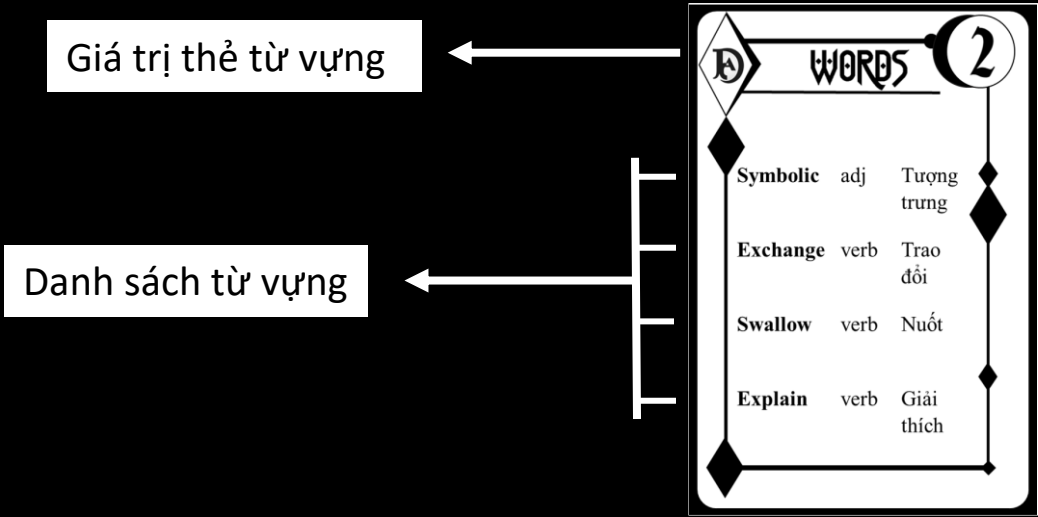 Giá trị thẻ từ vựng
WORDS
2
Symbolic adj Tượng
trưng
Exchange verb Trao
đổi
Danh sách từ vựng
Swallow verb Nuốt
Explain verb Giải
thích